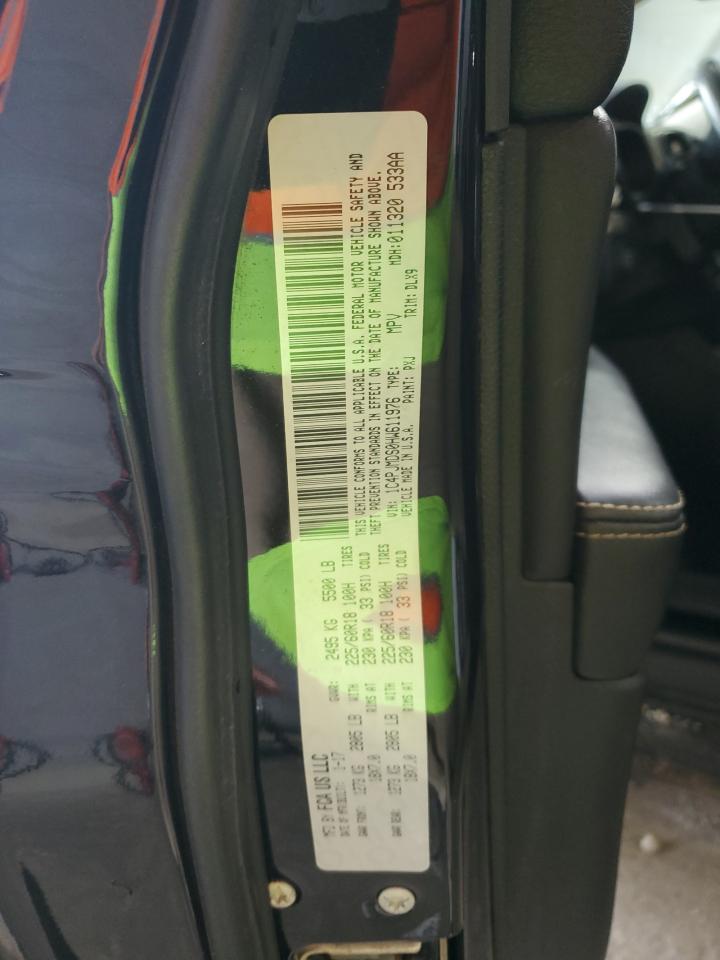 MFD BY FCA US LLC
DATE OF MFR: 1-17 GVWR: 2495 KG 5500 LB
GAWR FRONT: 1273 KG 2805 LB WITH 225/60R18 100H TIRES
18X7.0 RIMS AT 230 KPA ( 33 PSI) COLD
GAWR REAR: 1273 KG 2805 LB WITH 225/60R18 100H TIRES
18X7.0 RIMS AT 230 KPA ( 33 PSI) COLD
THIS VEHICLE CONFORMS TO ALL APPLICABLE U.S.A. FEDERAL MOTOR VEHICLE SAFETY AND
THEFT PREVENTION STANDARDS IN EFFECT ON THE DATE OF MANUFACTURE SHOWN ABOVE.
VIN: 1C4PJMDS0HW611976 TYPE: MPV MDH:011320 533AA
VEHICLE MADE IN U.S.A. PAINT: PXJ TRIM: DLX9